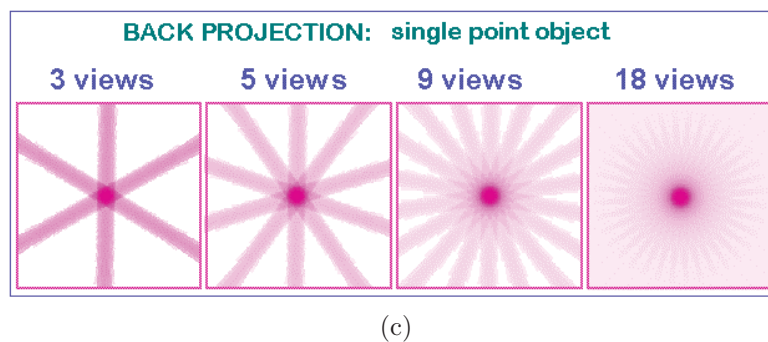 BACK PROJECTION: single point object
3 views 5 views 9 views 18 views
(c)